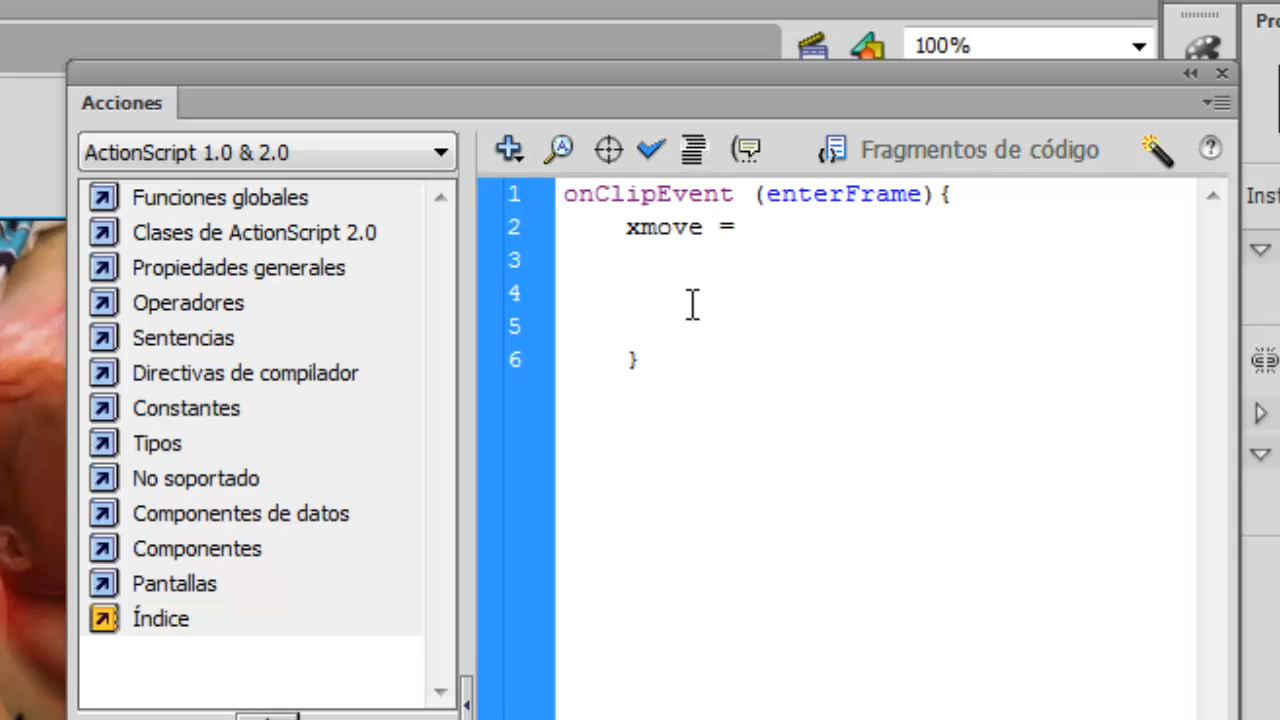 100%
Pro
Acciones
ActionScript 1.0 & 2.0
Fragmentos de código
Funciones globales
Clases de ActionScript 2.0
Propiedades generales
Operadores
Sentencias
Directivas de compilador
Constantes
Tipos
No soportado
Componentes de datos
Componentes
Pantallas
Índice
1 onClipEvent (enterFrame){
2 xmove =
3
4
5
6 }
Inst